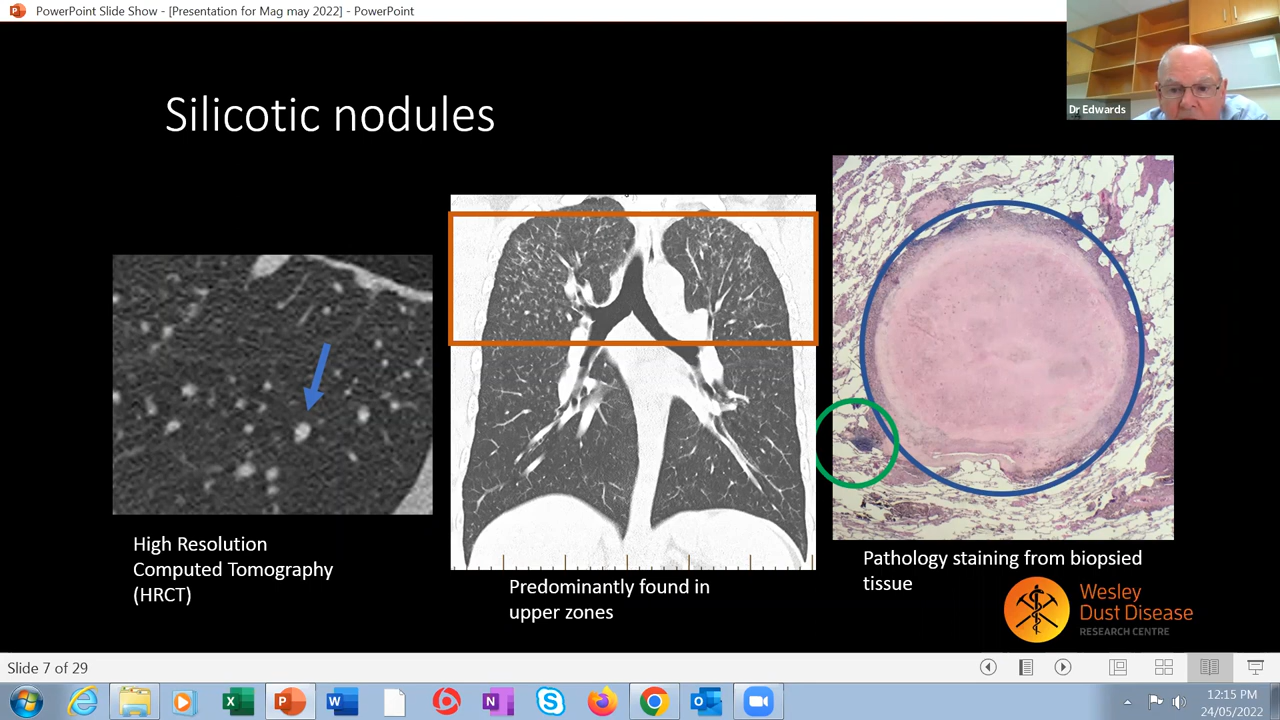 PowerPoint Slide Show - [Presentation for Mag may 2022] - PowerPoint
Dr Edwards
Silicotic nodules
High Resolution
Computed Tomography
(HRCT)
Predominantly found in
upper zones
Pathology staining from biopsied
tissue
Wesley
Dust Disease
RESEARCH CENTRE
Slide 7 of 29
12:15 PM
24/05/2022